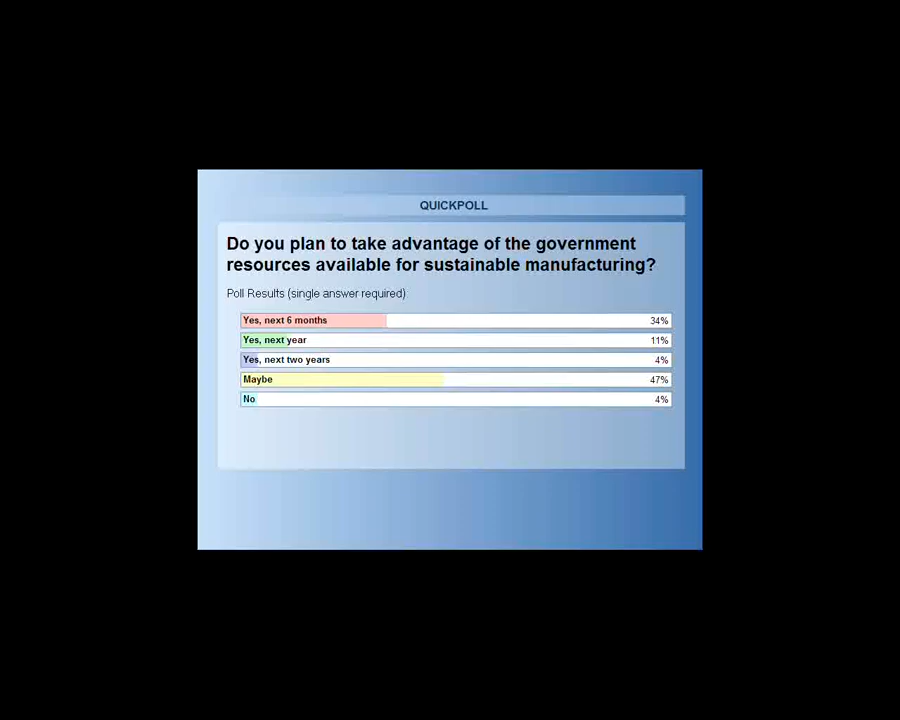 QUICKPOLL
Do you plan to take advantage of the government
resources available for sustainable manufacturing?
Poll Results (single answer required)
Yes, next 6 months 34%
Yes, next year 11%
Yes, next two years 4%
Maybe 47%
No 4%